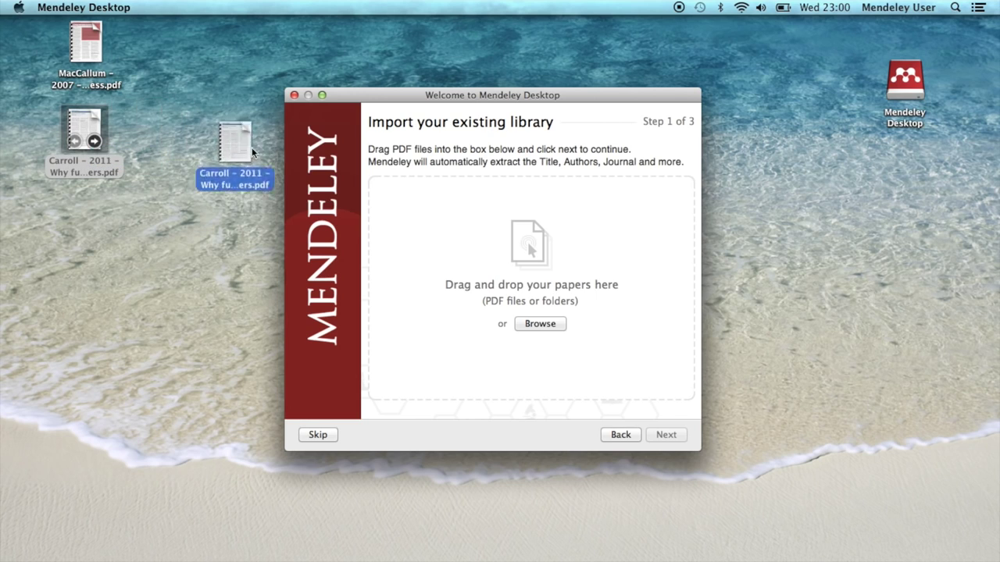 Mendeley Desktop
Wed 23:00
Mendeley User
MacCallum -
2007 -...ess.pdf
Carroll - 2011 -
Why fu...ers.pdf
Carroll - 2011 -
Why fu...ers.pdf
Mendeley
Desktop
Welcome to Mendeley Desktop
MENDELEY
Import your existing library
Step 1 of 3
Drag PDF files into the box below and click next to continue.
Mendeley will automatically extract the Title, Authors, Journal and more.
Drag and drop your papers here
(PDF files or folders)
or
Browse
Skip
Back
Next